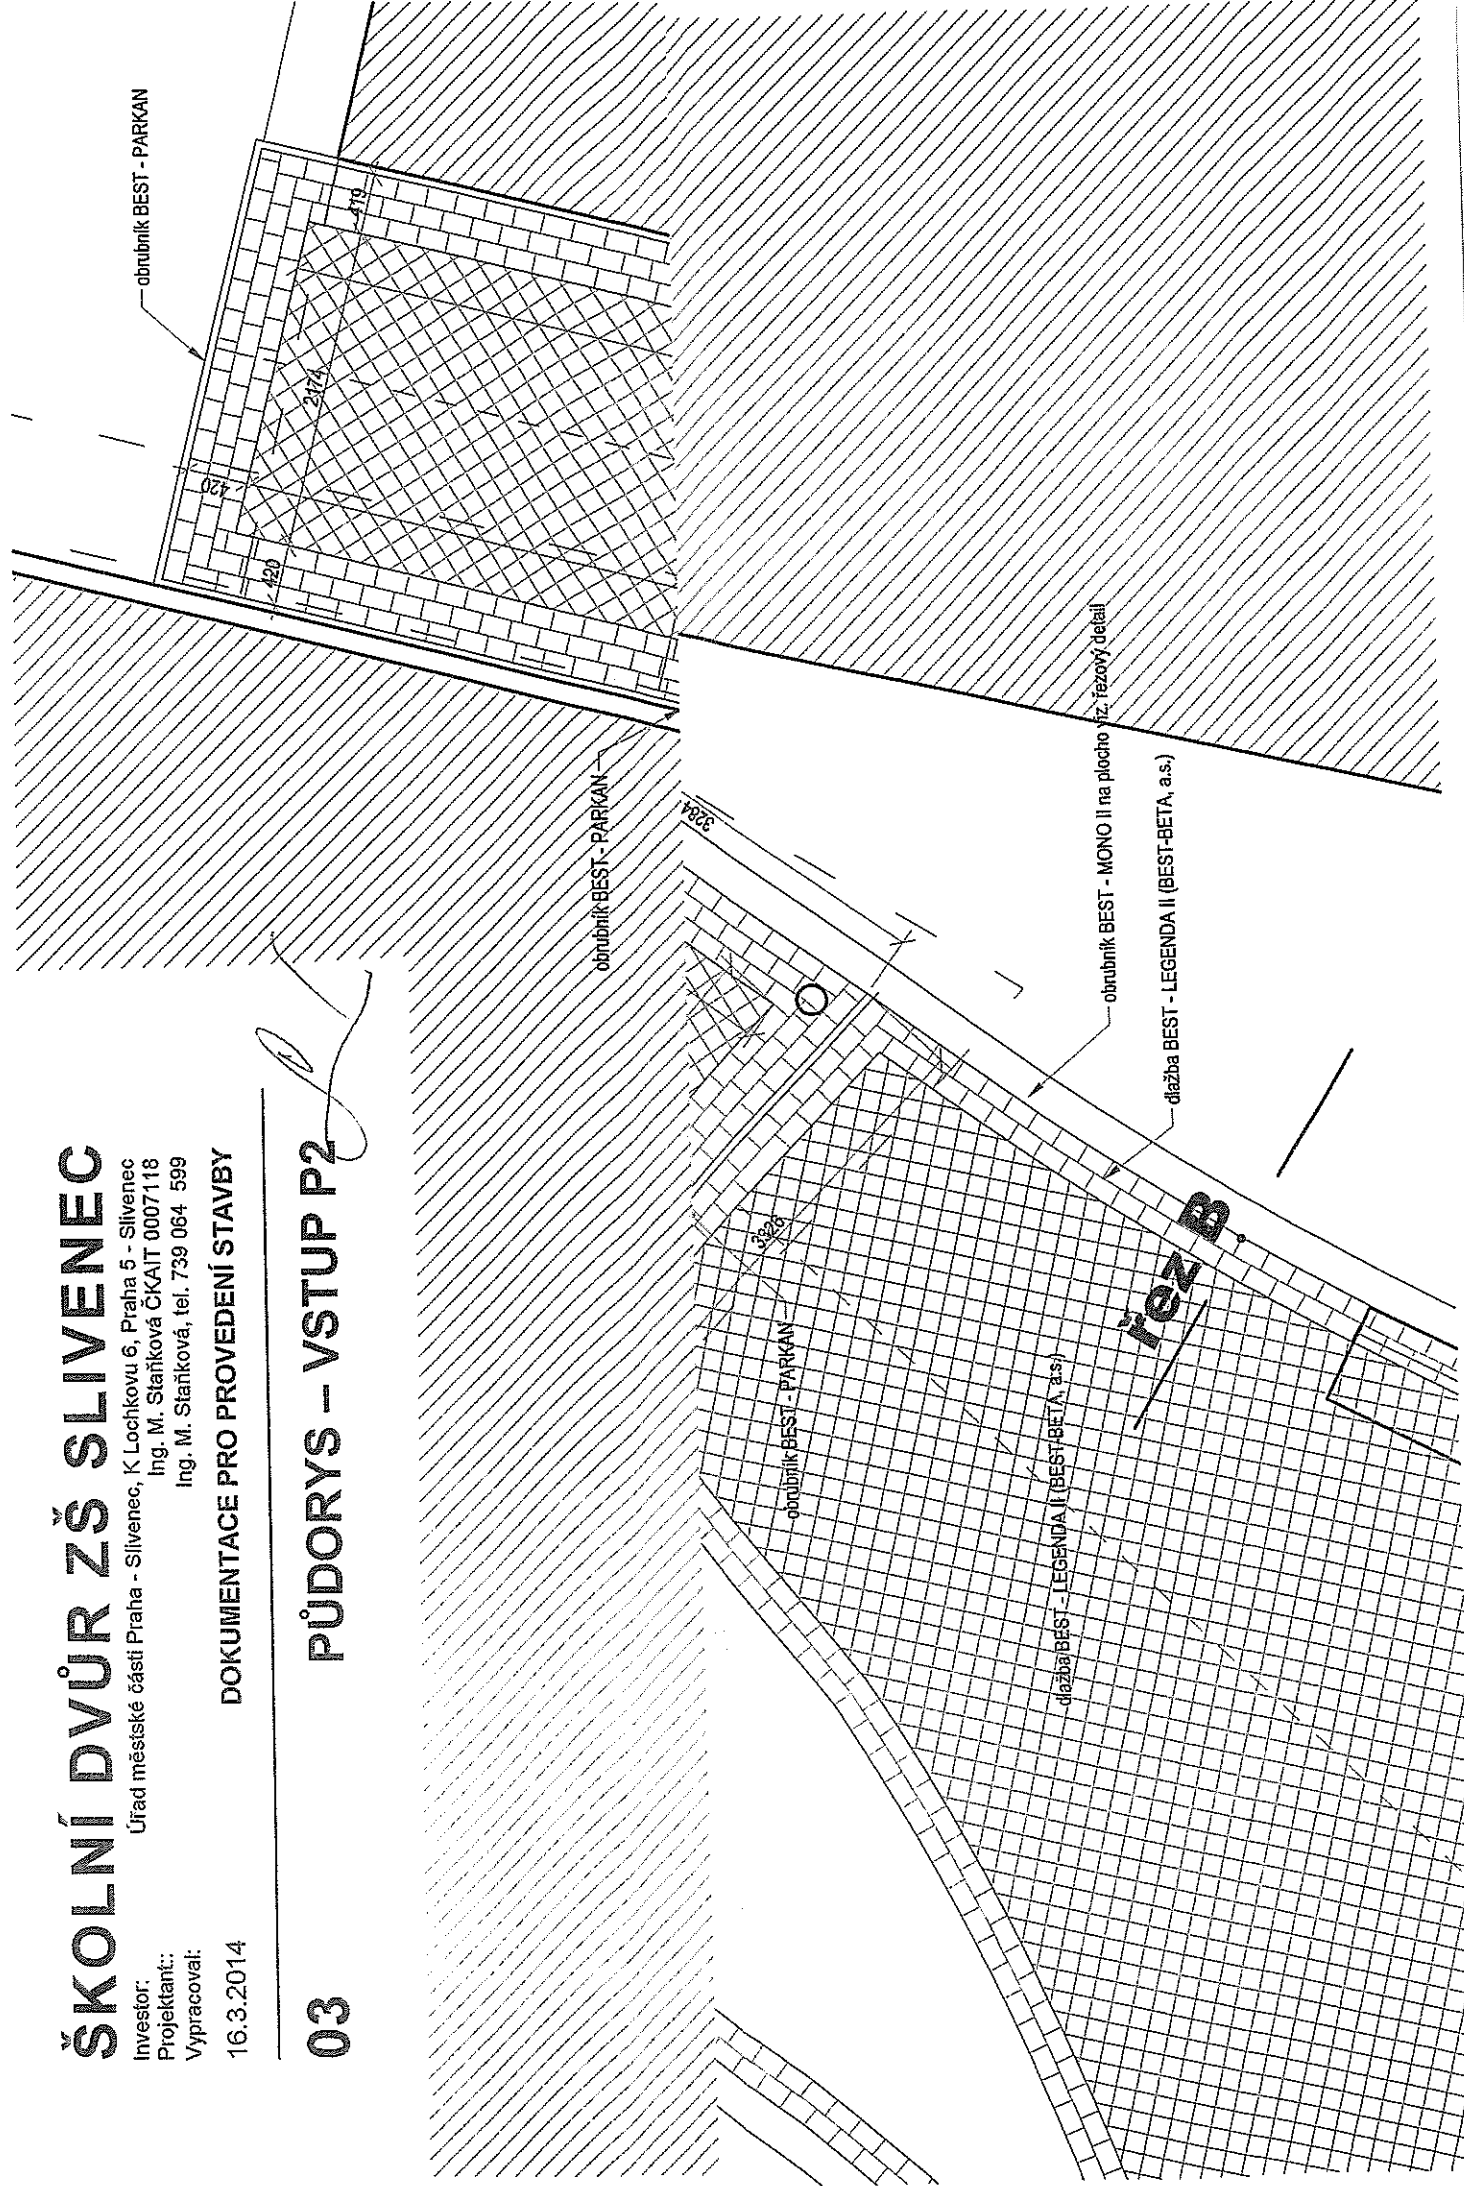 ŠKOLNÍ DVŮR ZŠ SLIVENEC
Investor: Úřad městské části Praha - Slivenec, K Lochkovu 6, Praha 5 - Slivenec
Projektant:: Ing. M. Staňková ČKAIT 0007118
Vypracoval: Ing. M. Staňková, tel. 739 064 599
16.3.2014 DOKUMENTACE PRO PROVEDENÍ STAVBY
03 PŮDORYS – VSTUP P2
obrubník BEST - PARKAN
419
2174
420
420
obrubník BEST - PARKAN
3284
obrubník BEST - MONO II na plocho viz. řezový detail
dlažba BEST - LEGENDA II (BEST-BETA, a.s.)
3926
řez B
obrubník BEST - PARKAN
dlažba BEST - LEGENDA II (BEST-BETA, a.s.)